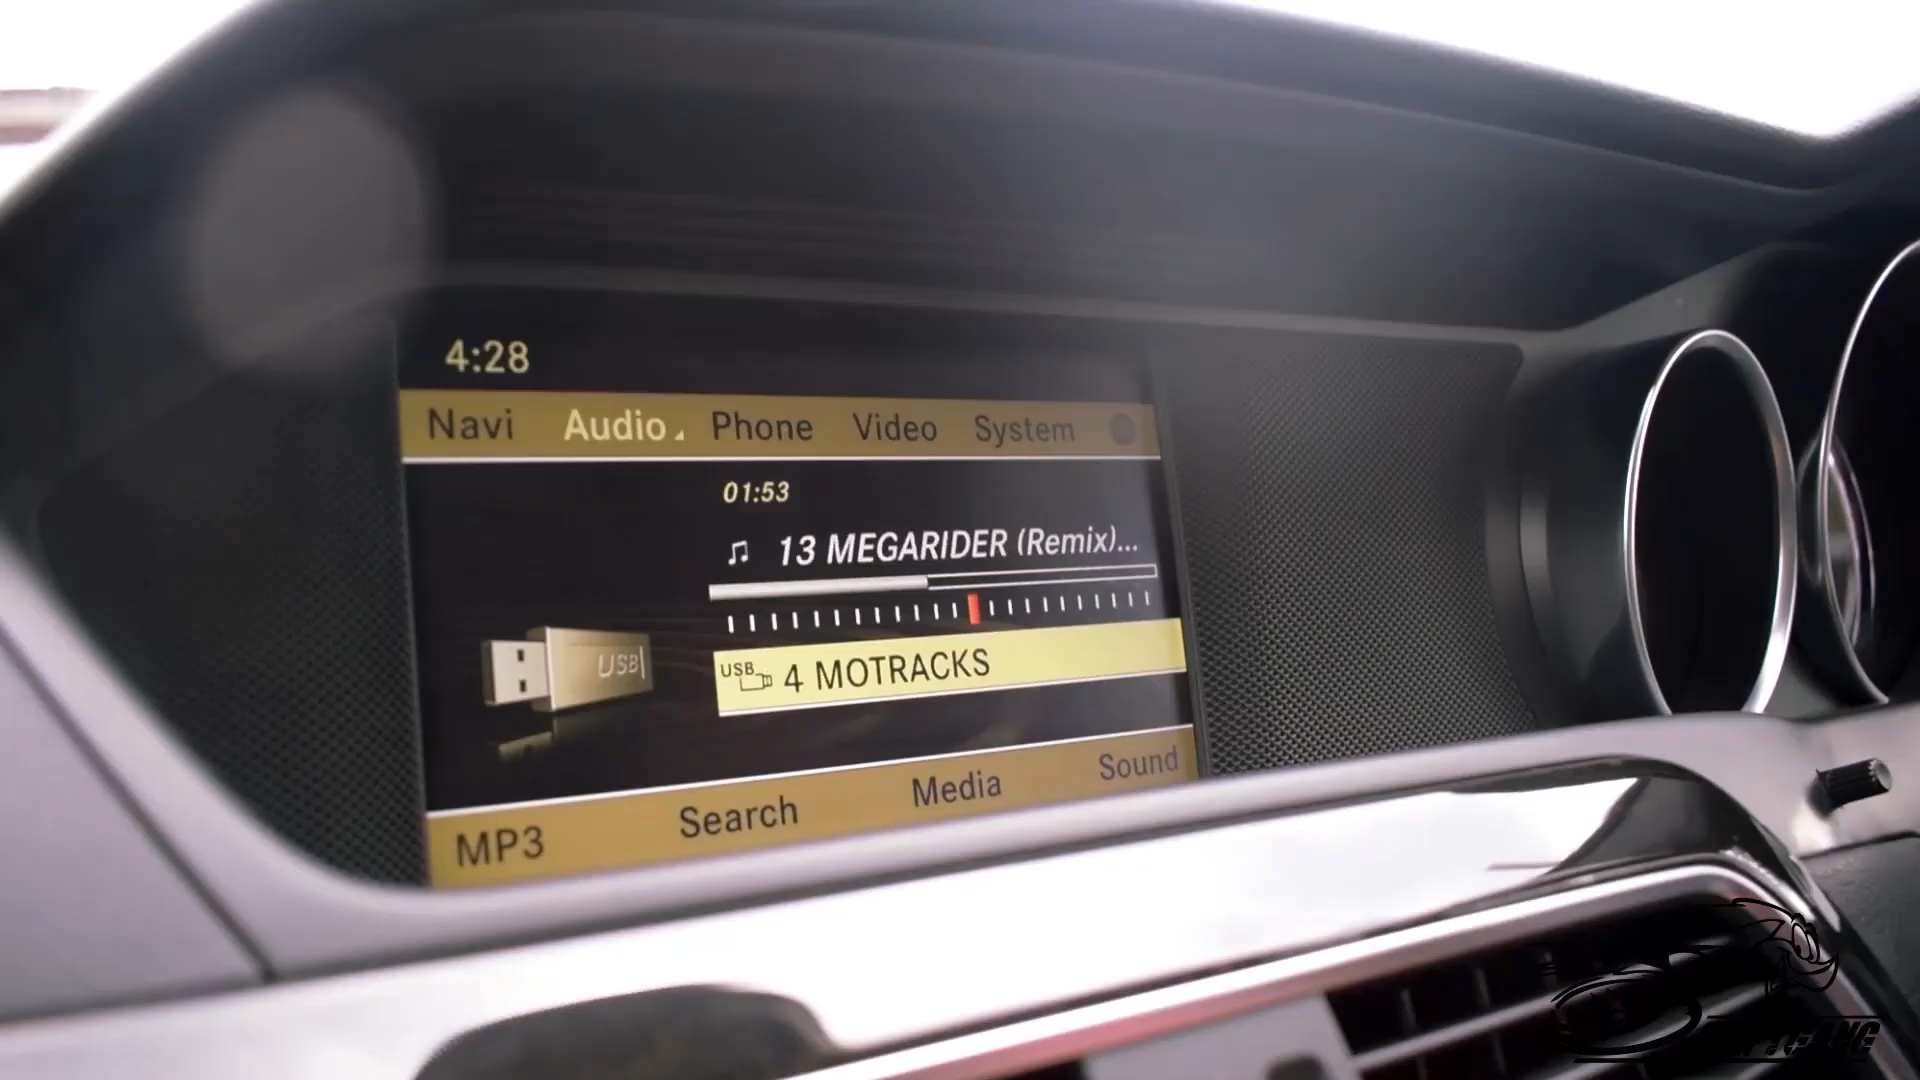 4:28
Navi Audio Phone Video System
01:53
13 MEGARIDER (Remix)...
USB
USB 4 MOTRACKS
MP3 Search Media Sound